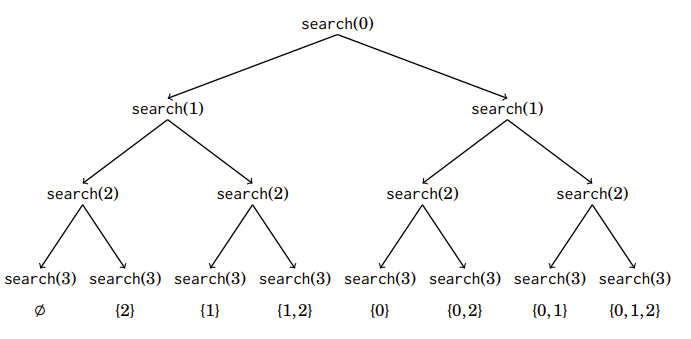 search(0)
search(1) search(1)
search(2) search(2) search(2) search(2)
search(3) search(3) search(3) search(3) search(3) search(3) search(3) search(3)
∅ {2} {1} {1,2} {0} {0,2} {0,1} {0,1,2}